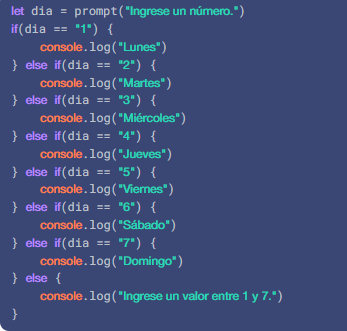 let dia = prompt("Ingrese un número.")
if(dia == "1") {
    console.log("Lunes")
} else if(dia == "2") {
    console.log("Martes")
} else if(dia == "3") {
    console.log("Miércoles")
} else if(dia == "4") {
    console.log("Jueves")
} else if(dia == "5") {
    console.log("Viernes")
} else if(dia == "6") {
    console.log("Sábado")
} else if(dia == "7") {
    console.log("Domingo")
} else {
    console.log("Ingrese un valor entre 1 y 7.")
}